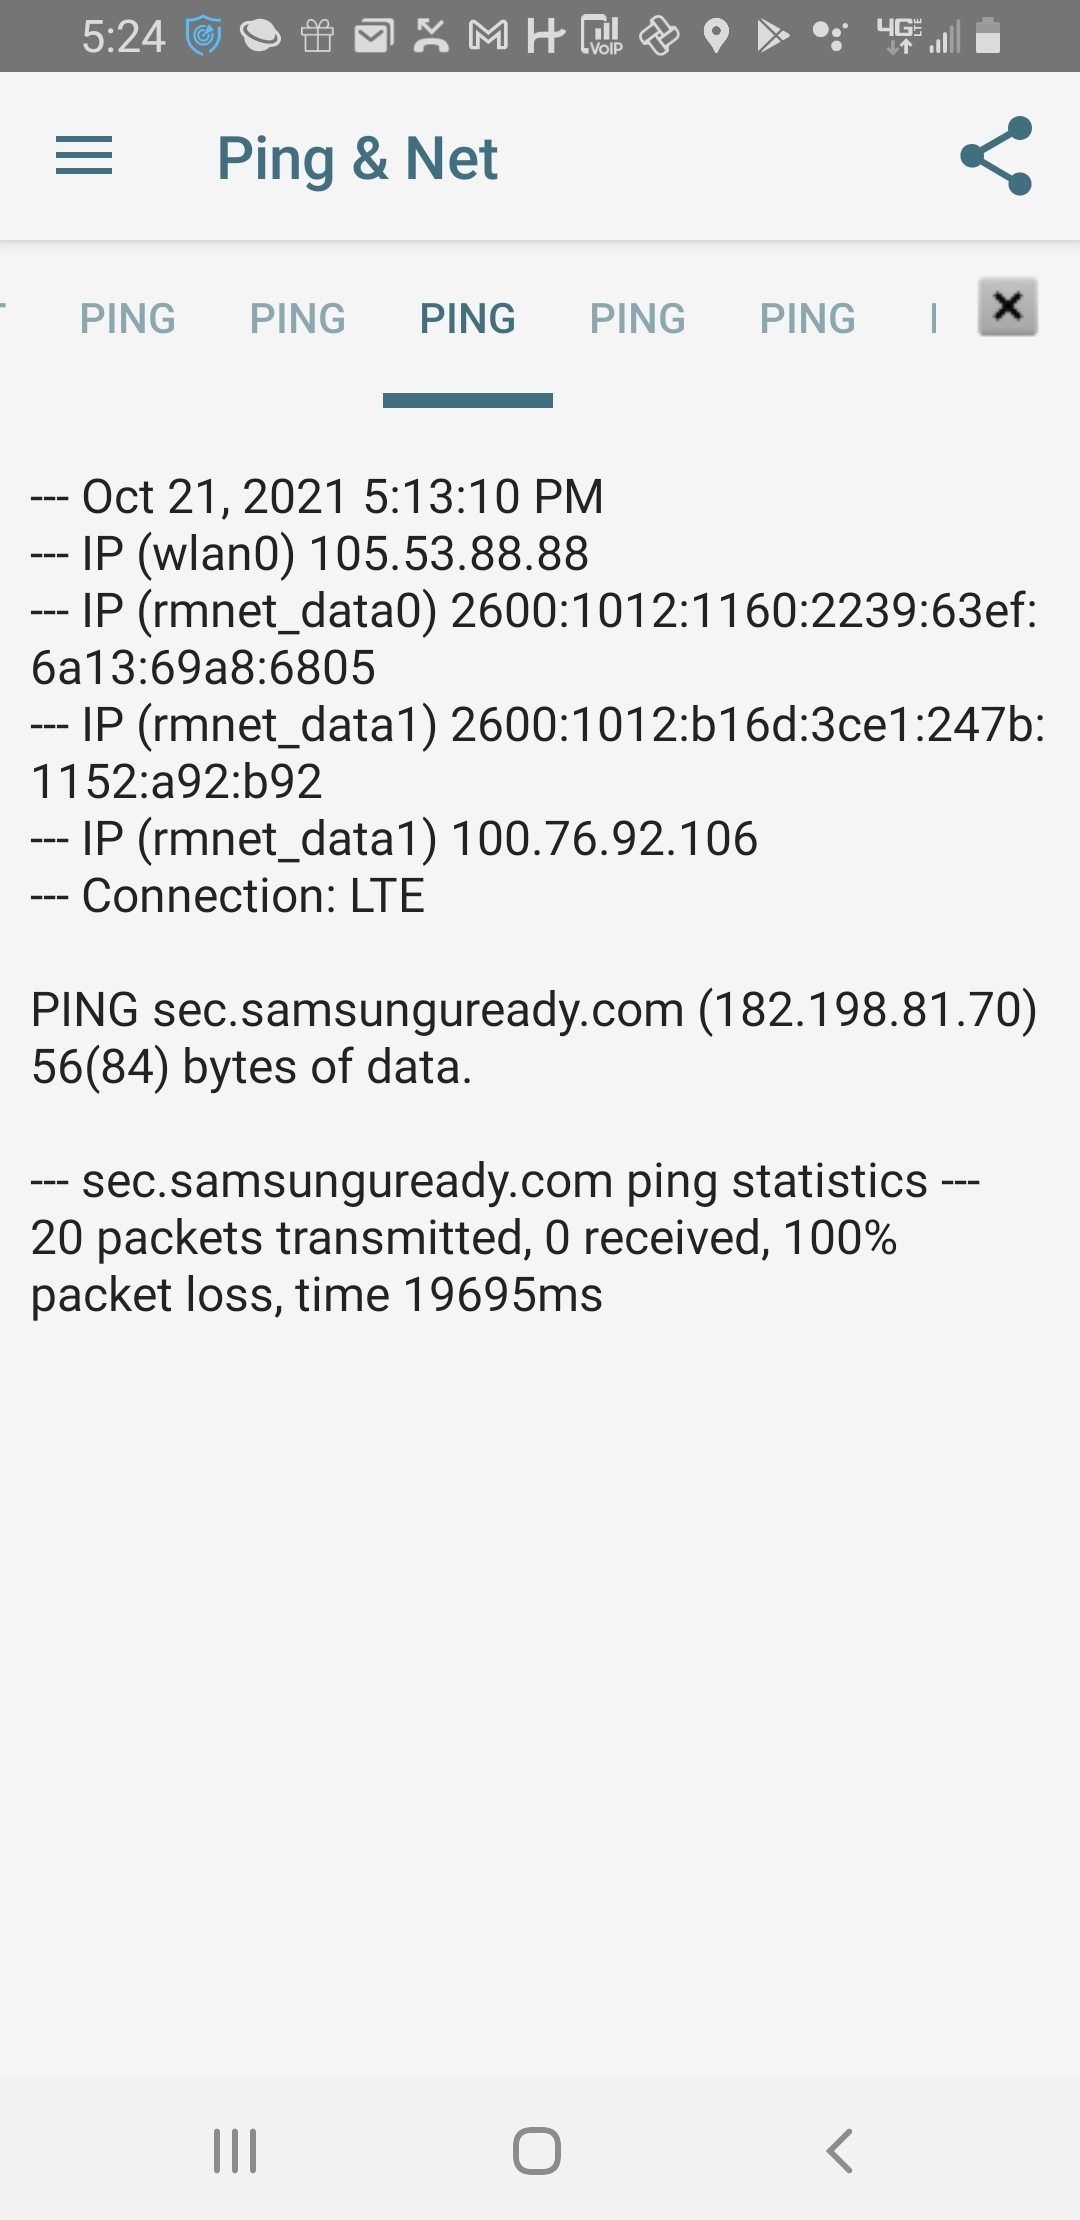 5:24 VoIP 4G LTE
Ping & Net
PING PING PING PING PING
--- Oct 21, 2021 5:13:10 PM
--- IP (wlan0) 105.53.88.88
--- IP (rmnet_data0) 2600:1012:1160:2239:63ef:
6a13:69a8:6805
--- IP (rmnet_data1) 2600:1012:b16d:3ce1:247b:
1152:a92:b92
--- IP (rmnet_data1) 100.76.92.106
--- Connection: LTE
PING sec.samsunguready.com (182.198.81.70)
56(84) bytes of data.
--- sec.samsunguready.com ping statistics ---
20 packets transmitted, 0 received, 100%
packet loss, time 19695ms